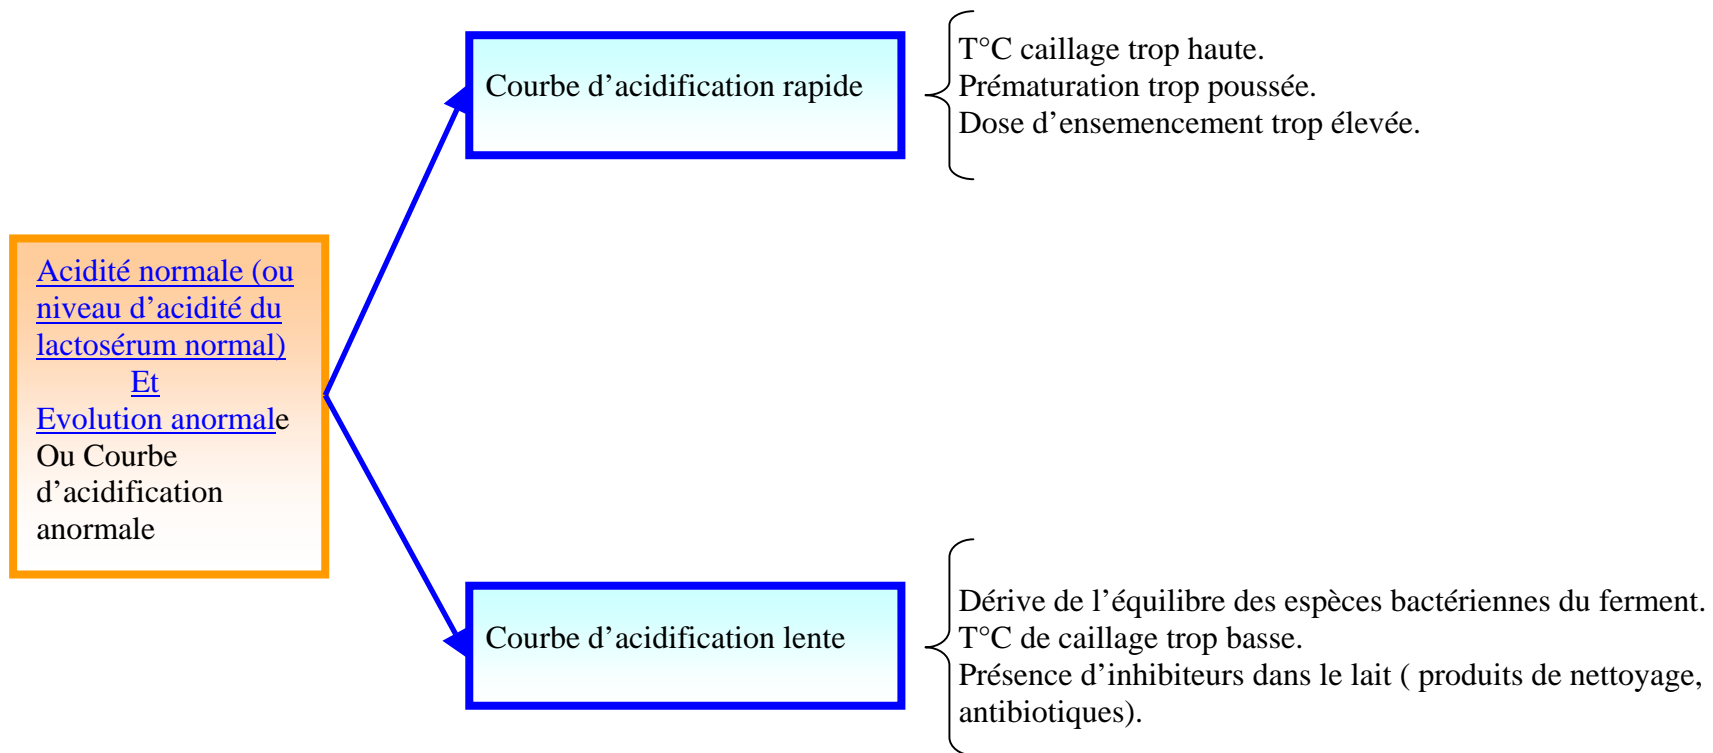 T°C caillage trop haute.
Courbe d’acidification rapide
Prématuration trop poussée.
Dose d’ensemencement trop élevée.
Acidité normale (ou
niveau d’acidité du
lactosérum normal)
Et
Evolution anormale
Ou Courbe
d’acidification
anormale
Courbe d’acidification lente
Dérive de l’équilibre des espèces bactériennes du ferment.
T°C de caillage trop basse.
Présence d’inhibiteurs dans le lait ( produits de nettoyage,
antibiotiques).